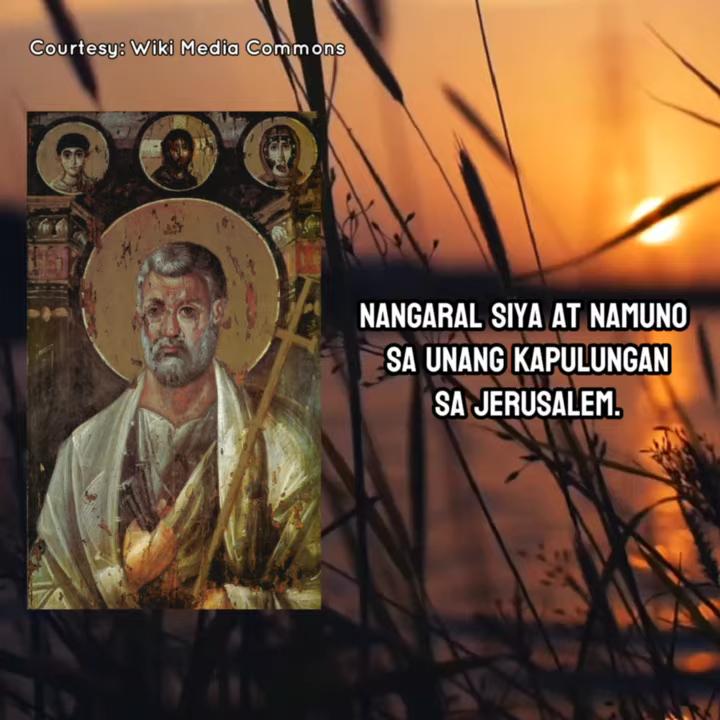 Courtesy: Wiki Media Commons
NANGARAL SIYA AT NAMUNO
SA UNANG KAPULUNGAN
SA JERUSALEM.